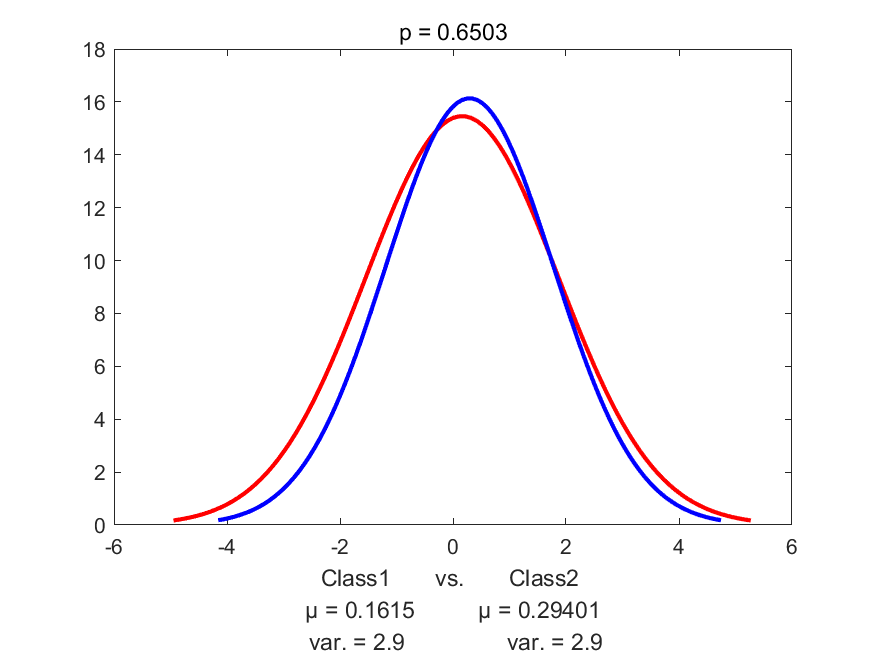 p = 0.6503
18
16
14
12
10
8
6
4
2
0
-6 -4 -2 0 2 4 6
Class1 vs. Class2
μ = 0.1615 μ = 0.29401
var. = 2.9 var. = 2.9